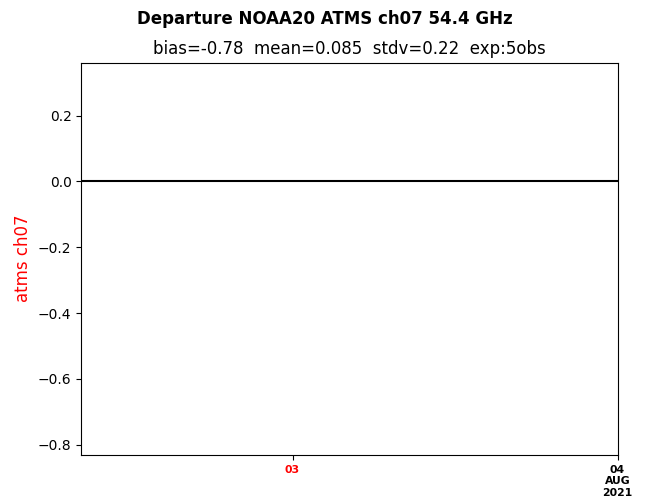 Departure NOAA20 ATMS ch07 54.4 GHz
bias=-0.78  mean=0.085  stdv=0.22  exp:5obs
0.2
0.0
−0.2
−0.4
−0.6
−0.8
atms ch07
03
04
AUG
2021